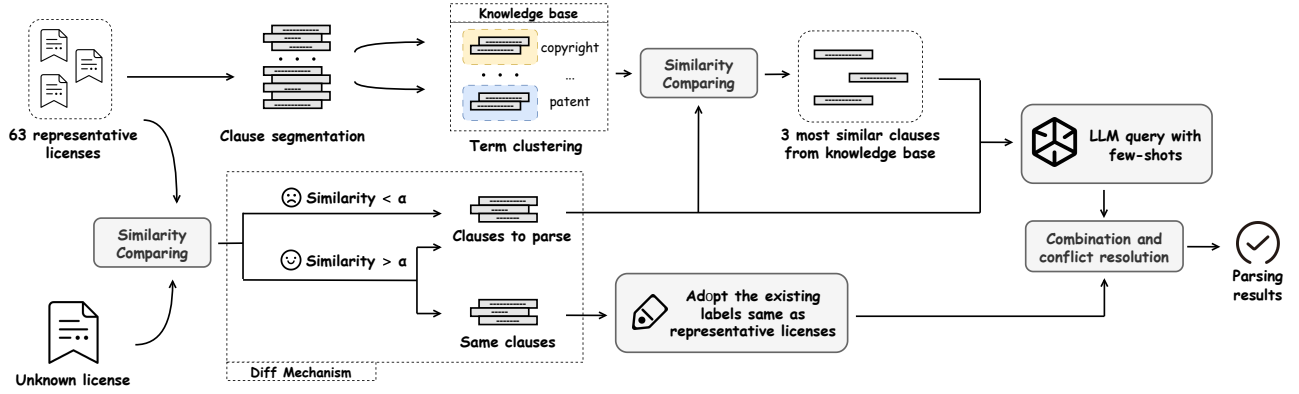 63 representative
licenses
Clause segmentation
Knowledge base
copyright
...
patent
Term clustering
Similarity
Comparing
3 most similar clauses
from knowledge base
LLM query with
few-shots
Similarity
Comparing
Unknown license
Similarity < α
Similarity > α
Clauses to parse
Same clauses
Diff Mechanism
Adopt the existing
labels same as
representative licenses
Combination and
conflict resolution
Parsing
results